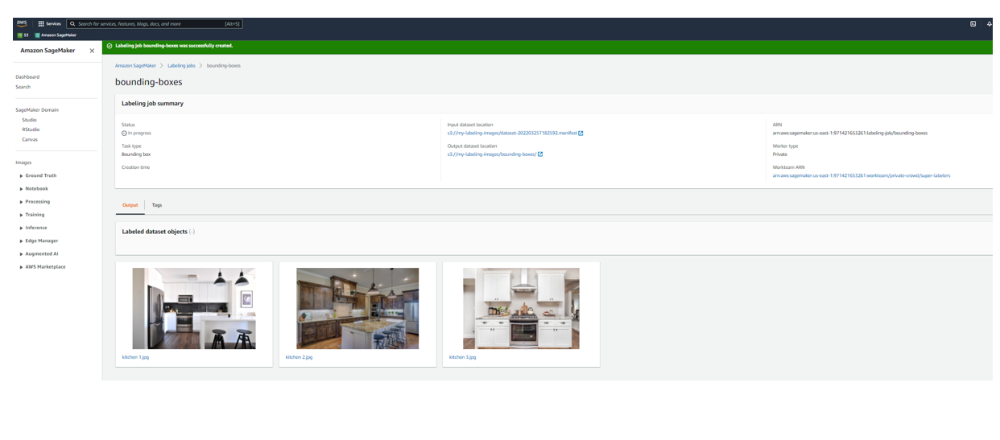 aws
Services
Search for services, features, blogs, docs, and more
[Alt+S]
S3
Amazon SageMaker
Amazon SageMaker
Labeling job bounding-boxes was successfully created.
Amazon SageMaker > Labeling jobs > bounding-boxes
Dashboard
Search
SageMaker Domain
Studio
RStudio
Canvas
Images
Ground Truth
Notebook
Processing
Training
Inference
Edge Manager
Augmented AI
AWS Marketplace
bounding-boxes
Labeling job summary
Status
In progress
Task type
Bounding box
Creation time
Input dataset location
s3://my-labeling-images/dataset-20220325T182592.manifest
Output dataset location
s3://my-labeling-images/bounding-boxes/
ARN
arn:aws:sagemaker:us-east-1:971421653261:labeling-job/bounding-boxes
Worker type
Private
Workteam ARN
arn:aws:sagemaker:us-east-1:971421653261:workteam/private-crowd/super-labelers
Output
Tags
Labeled dataset objects (-)
kitchen 1.jpg
kitchen 2.jpg
kitchen 3.jpg